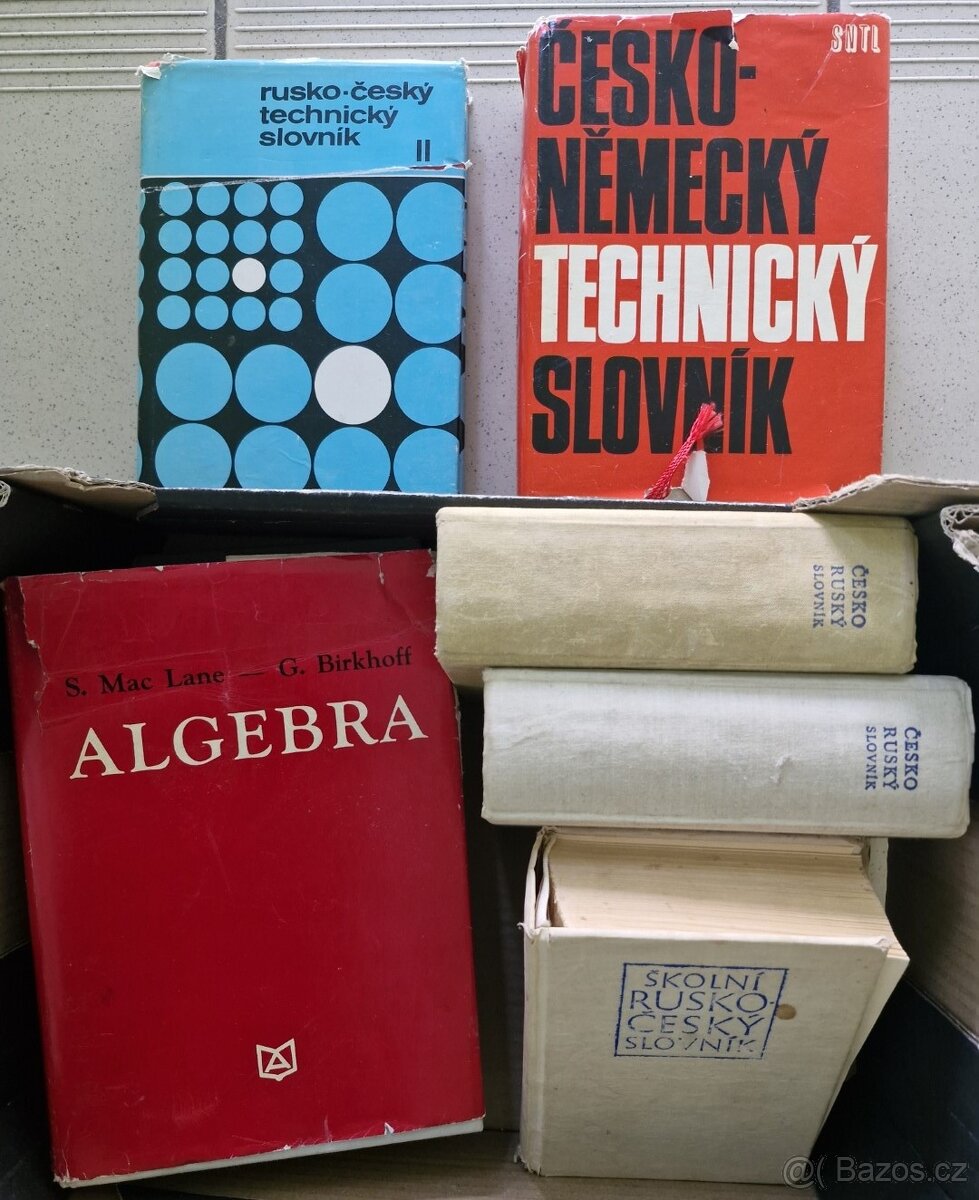 rusko-český
technický
slovník
II
SNTL
ČESKO-
NĚMECKÝ
TECHNICKÝ
SLOVNÍK
S. Mac Lane — G. Birkhoff
ALGEBRA
ČESKO
RUSKÝ
SLOVNÍK
ČESKO
RUSKÝ
SLOVNÍK
ŠKOLNÍ
RUSKO-
ČESKÝ
SLOVNÍK
@( Bazos.cz